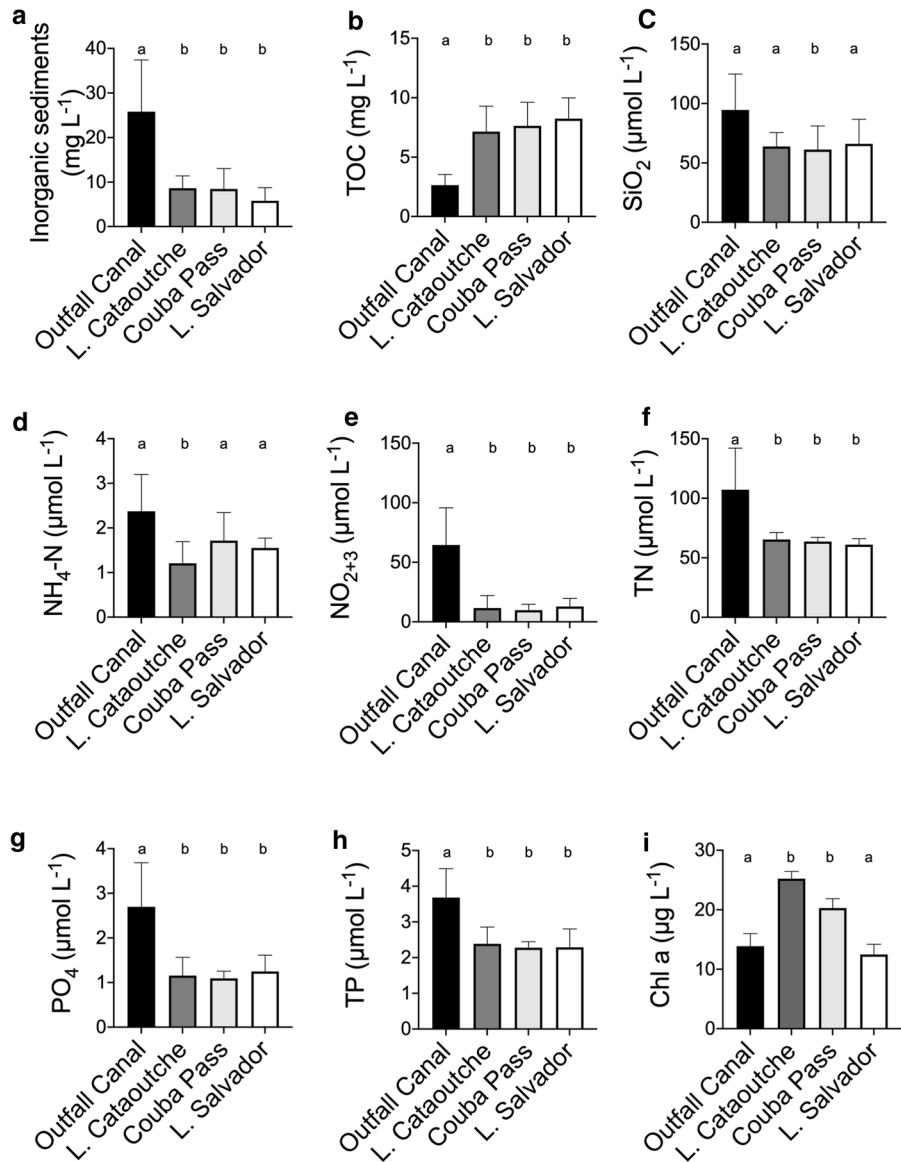 a
Inorganic sediments
(mg L⁻¹)
40
30
20
10
0
a b b b
Outfall Canal
L. Cataoutche
Couba Pass
L. Salvador
b
TOC (mg L⁻¹)
15
10
5
0
a b b b
Outfall Canal
L. Cataoutche
Couba Pass
L. Salvador
C
SiO₂ (µmol L⁻¹)
150
100
50
0
a a b a
Outfall Canal
L. Cataoutche
Couba Pass
L. Salvador
d
NH₄-N (µmol L⁻¹)
4
3
2
1
0
a b a a
Outfall Canal
L. Cataoutche
Couba Pass
L. Salvador
e
NO₂₊₃ (µmol L⁻¹)
150
100
50
0
a b b b
Outfall Canal
L. Cataoutche
Couba Pass
L. Salvador
f
TN (µmol L⁻¹)
150
100
50
0
a b b b
Outfall Canal
L. Cataoutche
Couba Pass
L. Salvador
g
PO₄ (µmol L⁻¹)
4
3
2
1
0
a b b b
Outfall Canal
L. Cataoutche
Couba Pass
L. Salvador
h
TP (µmol L⁻¹)
5
4
3
2
1
0
a b b b
Outfall Canal
L. Cataoutche
Couba Pass
L. Salvador
i
Chl a (µg L⁻¹)
30
20
10
0
a b b a
Outfall Canal
L. Cataoutche
Couba Pass
L. Salvador